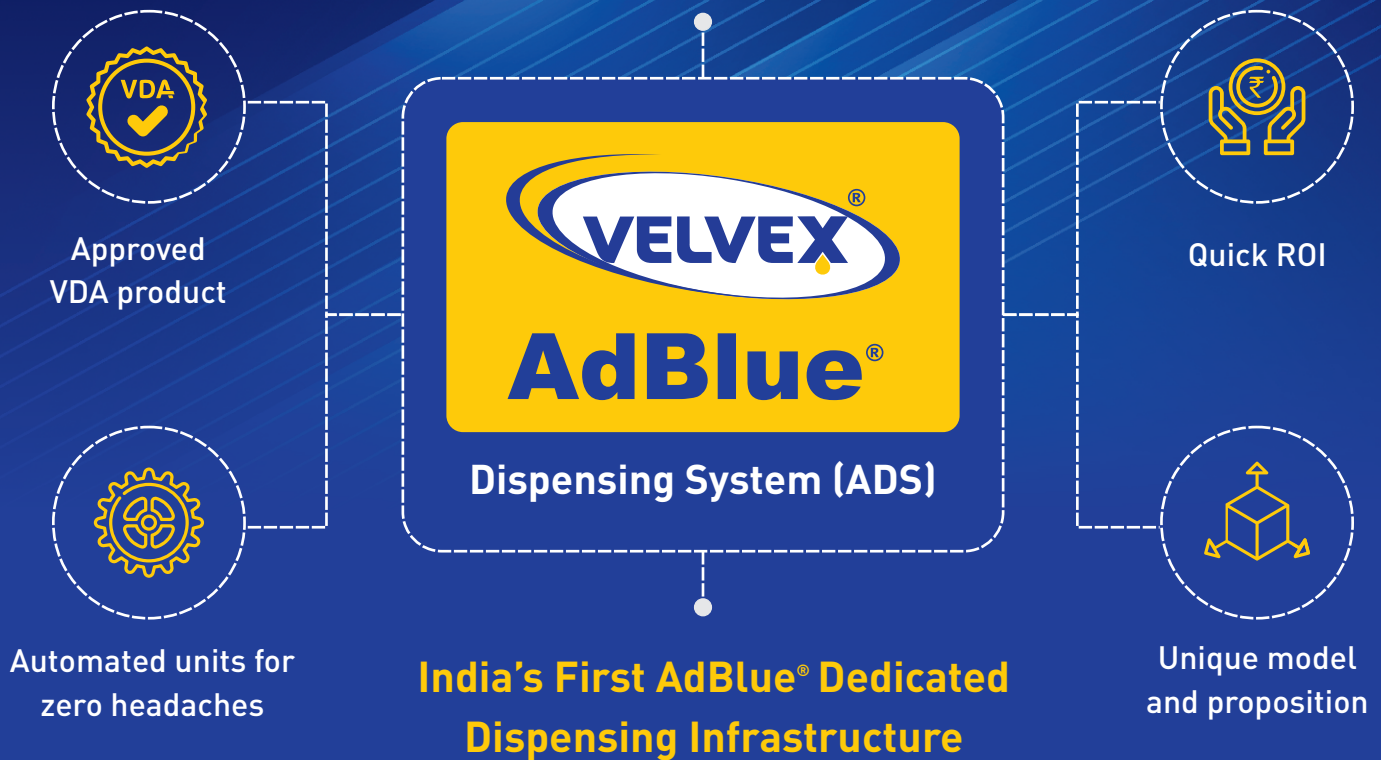 VDA
Approved
VDA product
Automated units for
zero headaches
VELVEX®
AdBlue®
Dispensing System (ADS)
India’s First AdBlue® Dedicated
Dispensing Infrastructure
₹
Quick ROI
Unique model
and proposition